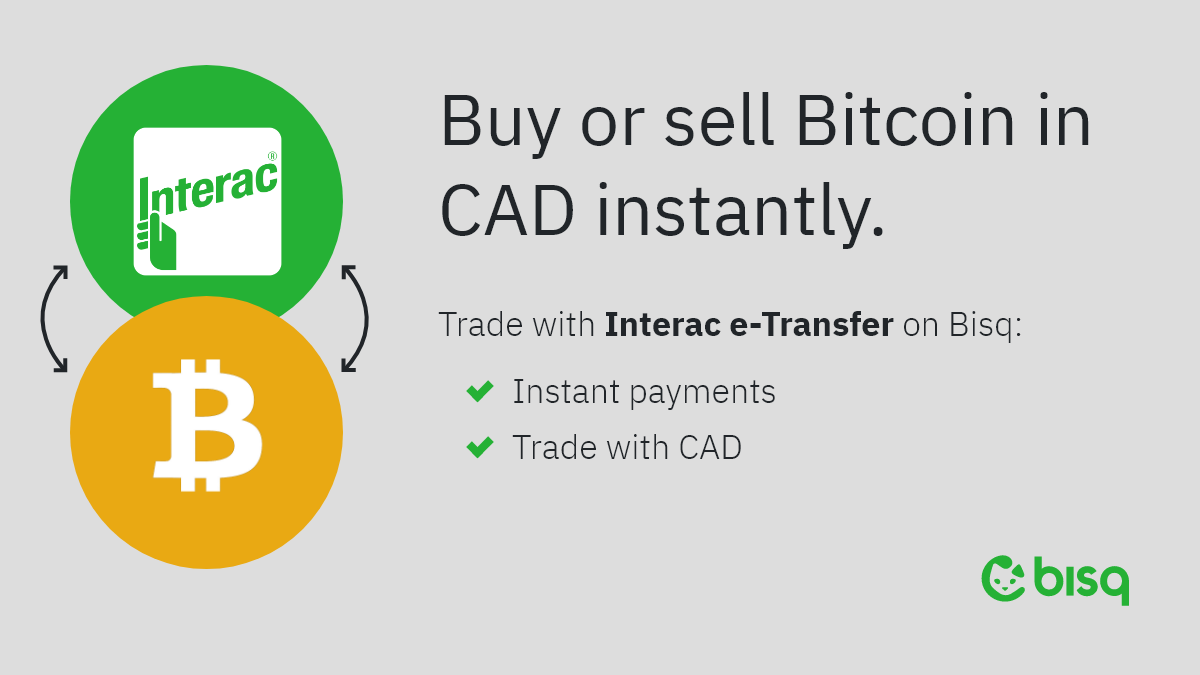 Interac®
Buy or sell Bitcoin in
CAD instantly.
Trade with Interac e-Transfer on Bisq:
Instant payments
Trade with CAD
bisq